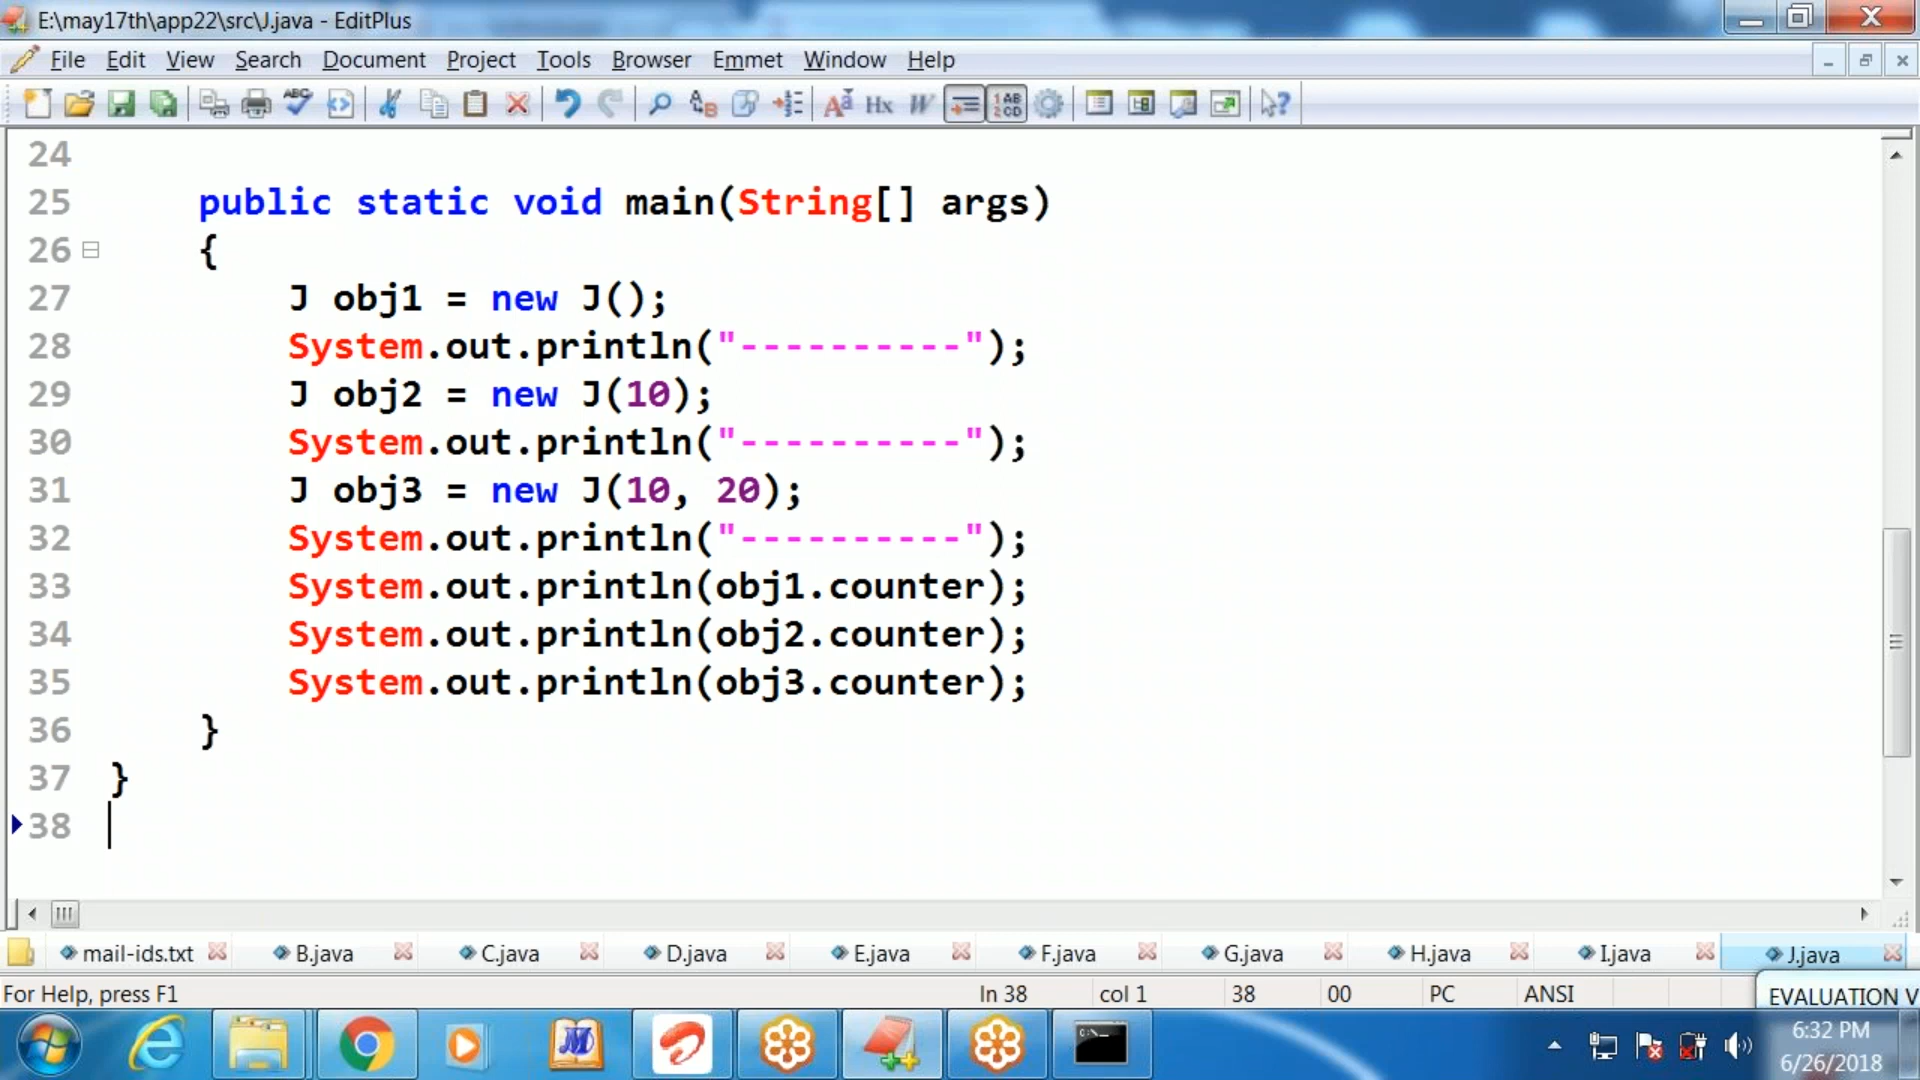 E:\may17th\app22\src\J.java - EditPlus
File Edit View Search Document Project Tools Browser Emmet Window Help
24
25 public static void main(String[] args)
26 {
27 J obj1 = new J();
28 System.out.println("----------");
29 J obj2 = new J(10);
30 System.out.println("----------");
31 J obj3 = new J(10, 20);
32 System.out.println("----------");
33 System.out.println(obj1.counter);
34 System.out.println(obj2.counter);
35 System.out.println(obj3.counter);
36 }
37 }
38
mail-ids.txt B.java C.java D.java E.java F.java G.java H.java I.java J.java
For Help, press F1 ln 38 col 1 38 00 PC ANSI EVALUATION V
6:32 PM
6/26/2018